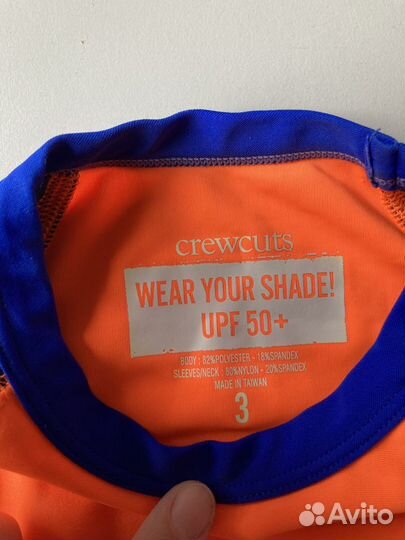 crewcuts
WEAR YOUR SHADE!
UPF 50+
BODY : 82%POLYESTER - 18%SPANDEX
SLEEVES/NECK : 80%NYLON - 20%SPANDEX
MADE IN TAIWAN
3
Avito